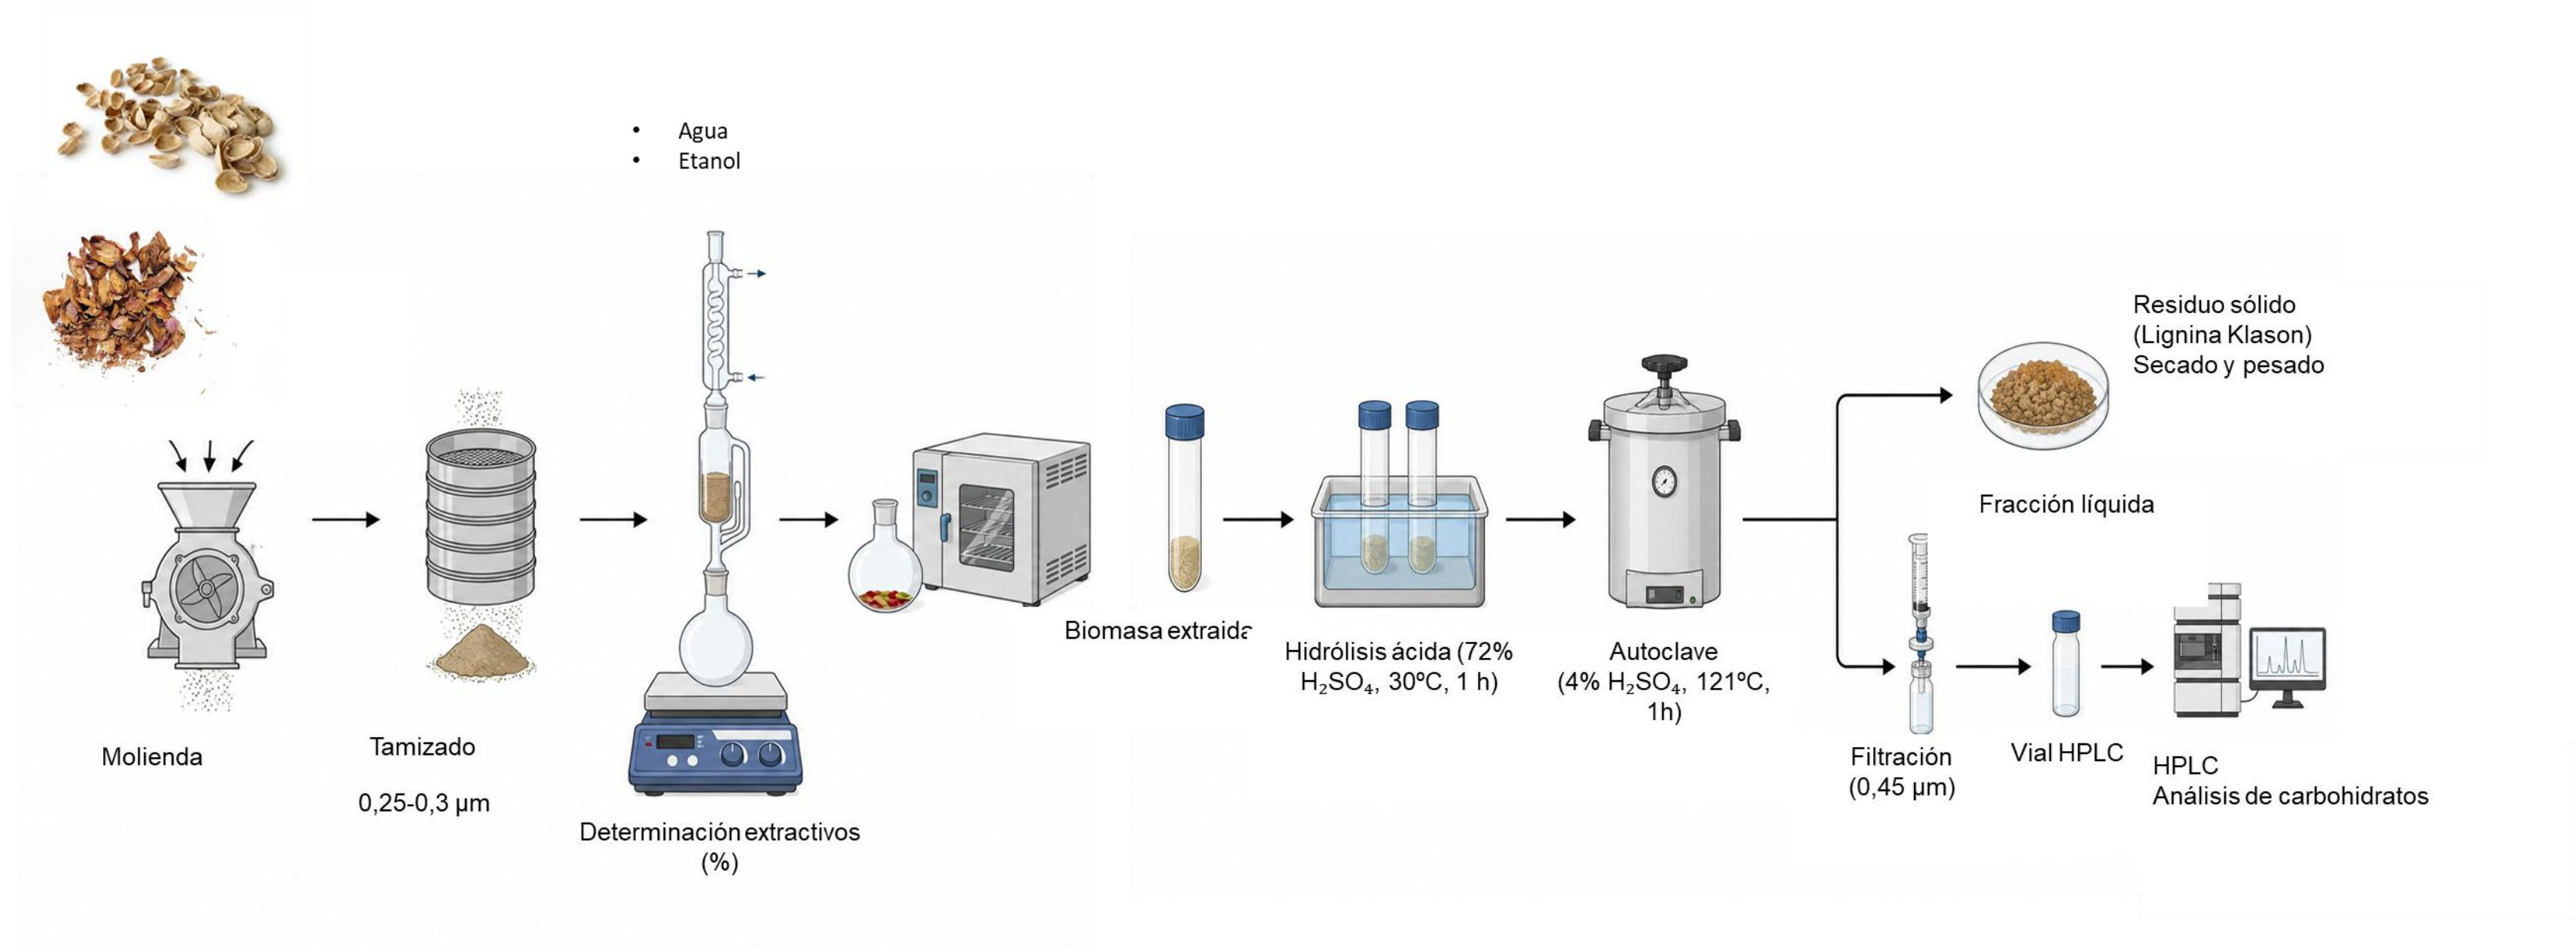 • Agua
• Etanol
Molienda
Tamizado
0,25-0,3 µm
Determinación extractivos
(%)
Biomasa extraida
Hidrólisis ácida (72%
H₂SO₄, 30ºC, 1 h)
Autoclave
(4% H₂SO₄, 121ºC,
1h)
Residuo sólido
(Lignina Klason)
Secado y pesado
Fracción líquida
Filtración
(0,45 µm)
Vial HPLC
HPLC
Análisis de carbohidratos